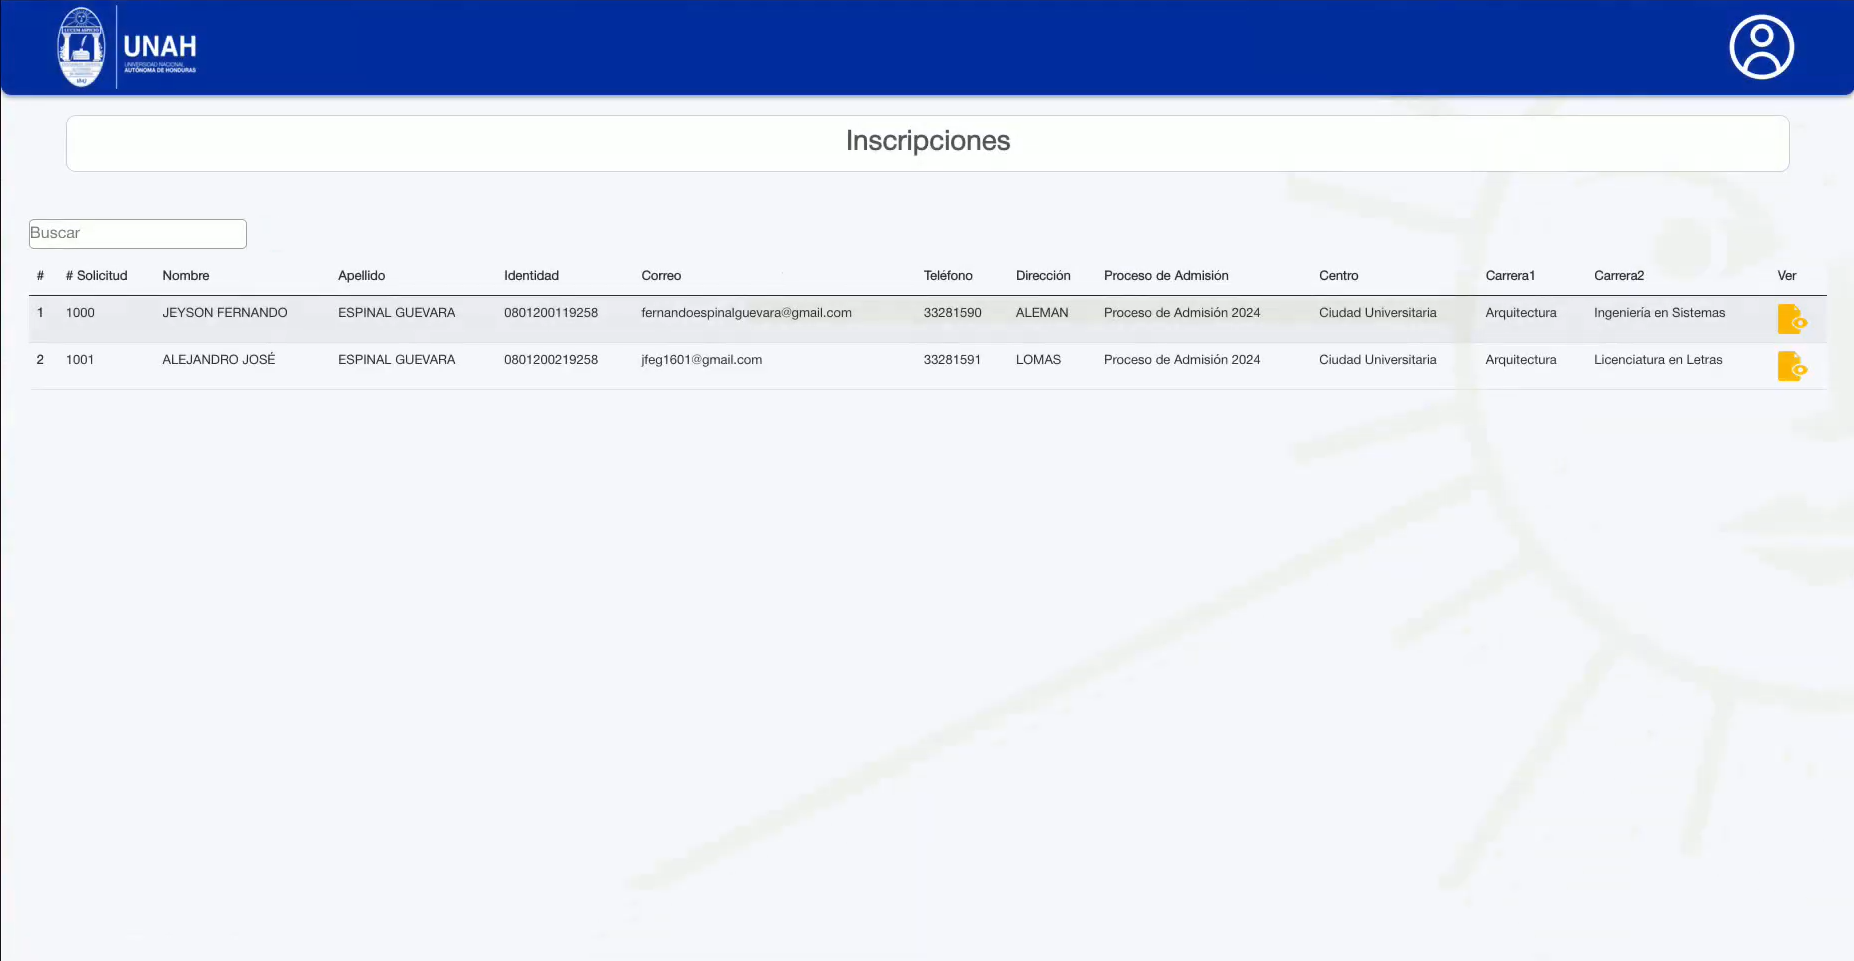 UNAH
UNIVERSIDAD NACIONAL
AUTÓNOMA DE HONDURAS
Inscripciones
Buscar
# # Solicitud Nombre Apellido Identidad Correo Teléfono Dirección Proceso de Admisión Centro Carrera1 Carrera2 Ver
1 1000 JEYSON FERNANDO ESPINAL GUEVARA 0801200119258 fernandoespinalguevara@gmail.com 33281590 ALEMAN Proceso de Admisión 2024 Ciudad Universitaria Arquitectura Ingeniería en Sistemas
2 1001 ALEJANDRO JOSÉ ESPINAL GUEVARA 0801200219258 jfeg1601@gmail.com 33281591 LOMAS Proceso de Admisión 2024 Ciudad Universitaria Arquitectura Licenciatura en Letras